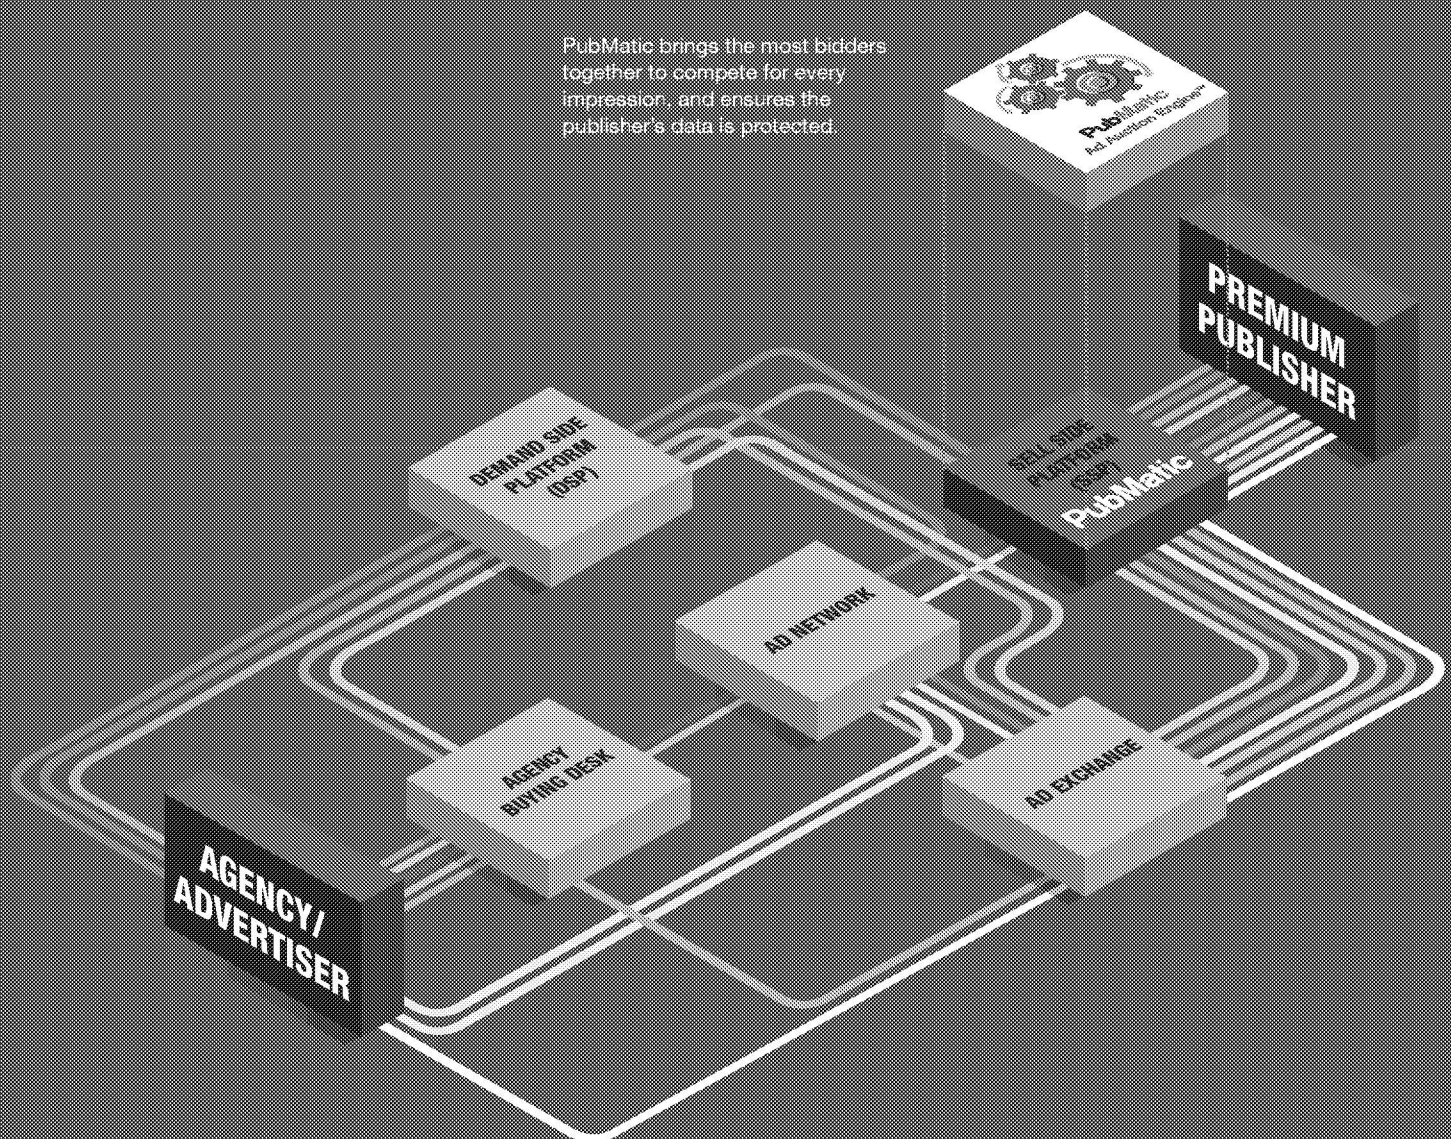 PubMatic brings the most bidders
together to compete for every
impression, and ensures the
publisher's data is protected.
PubMatic
Ad Auction Engine™
PREMIUM
PUBLISHER
DEMAND SIDE
PLATFORM
(DSP)
SELL SIDE
PLATFORM
(SSP)
PubMatic
AD NETWORK
AGENCY
BUYING DESK
AD EXCHANGE
AGENCY/
ADVERTISER